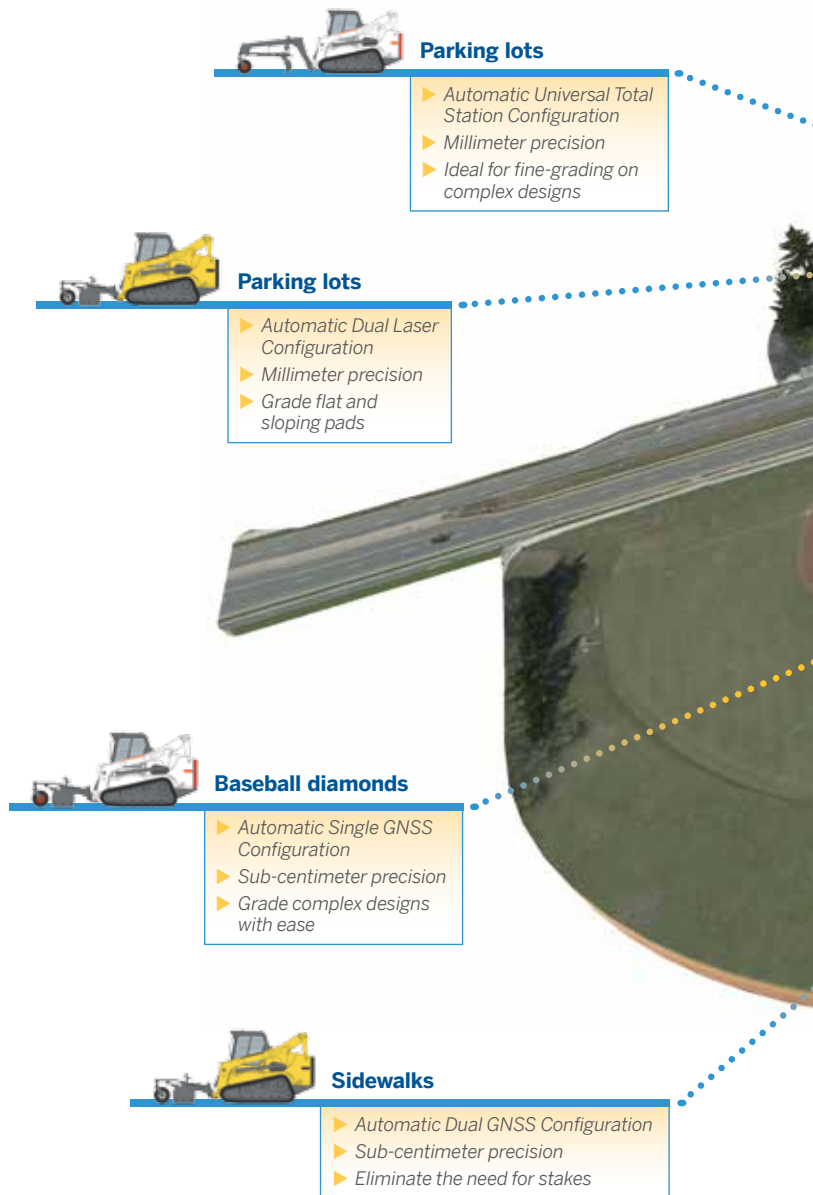 Parking lots
▶ Automatic Universal Total
Station Configuration
▶ Millimeter precision
▶ Ideal for fine-grading on
complex designs
Parking lots
▶ Automatic Dual Laser
Configuration
▶ Millimeter precision
▶ Grade flat and
sloping pads
Baseball diamonds
▶ Automatic Single GNSS
Configuration
▶ Sub-centimeter precision
▶ Grade complex designs
with ease
Sidewalks
▶ Automatic Dual GNSS Configuration
▶ Sub-centimeter precision
▶ Eliminate the need for stakes